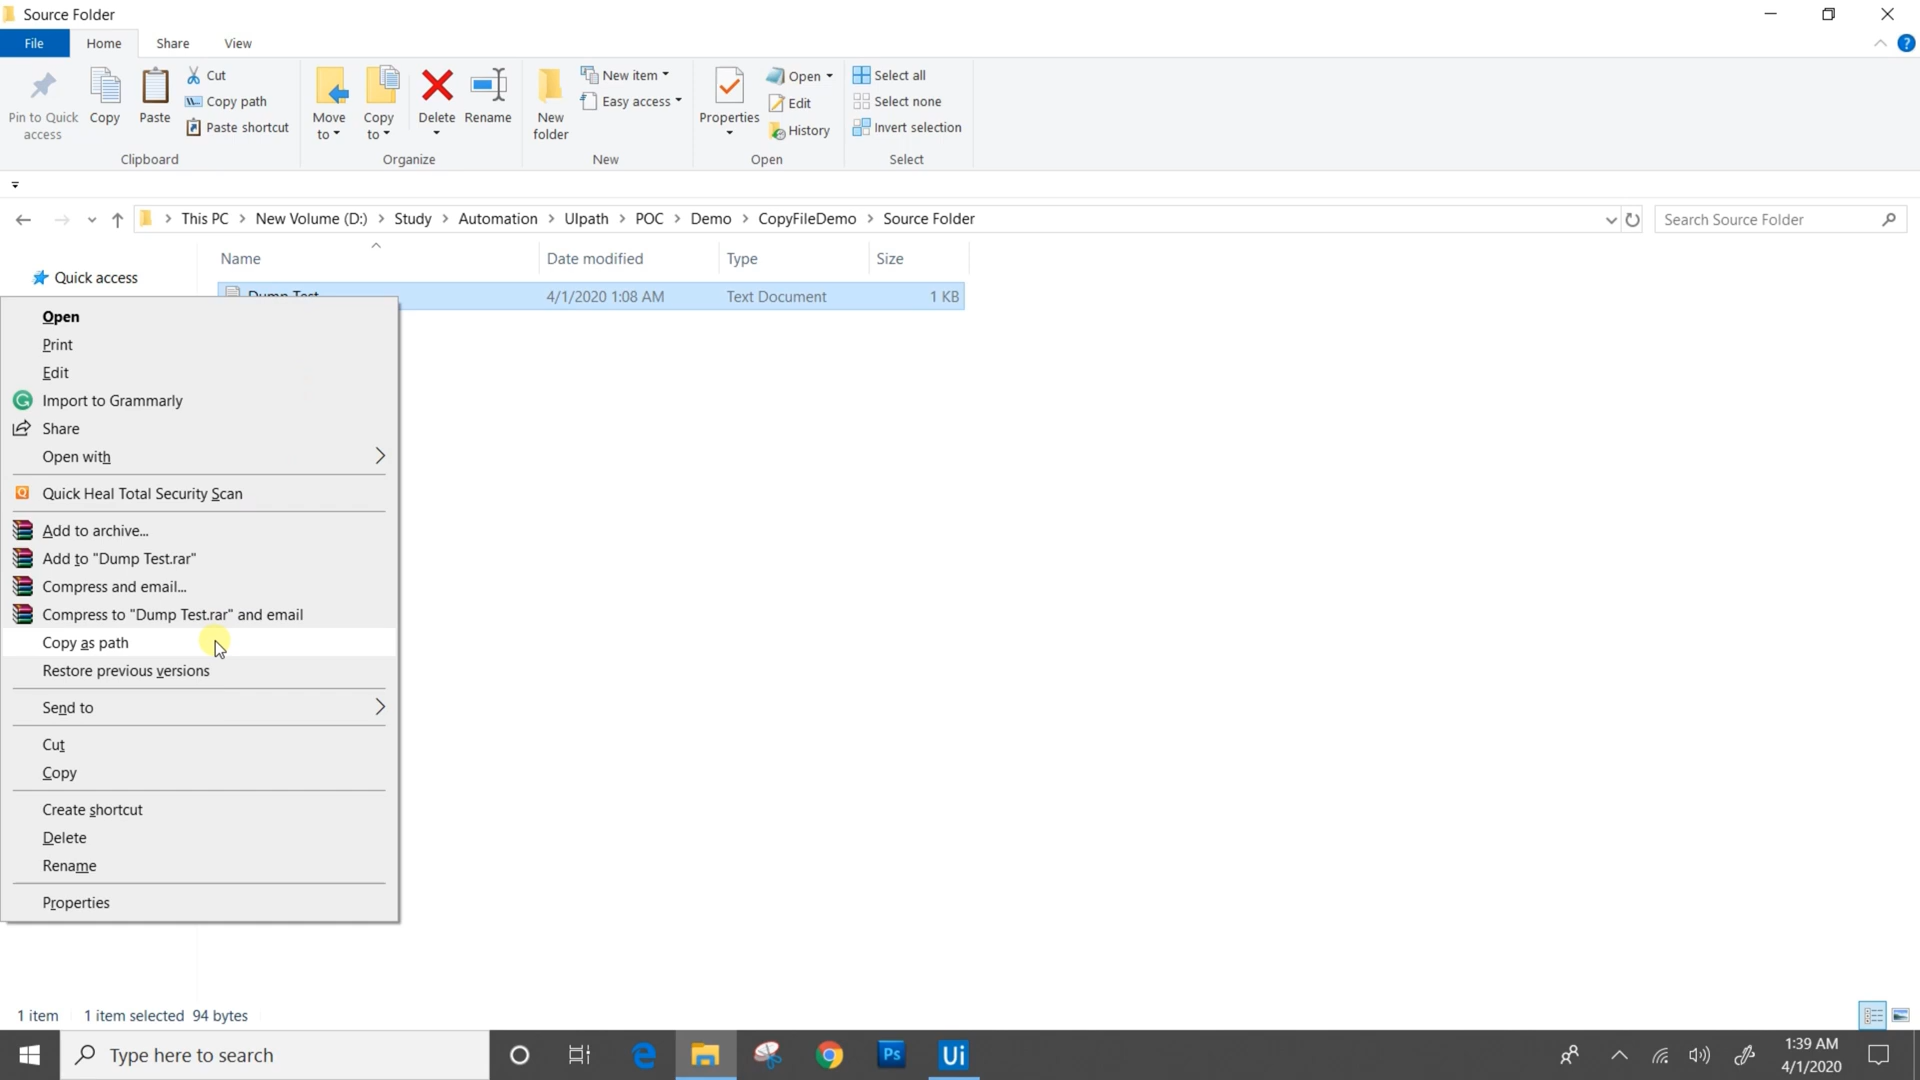 Source Folder
File
Home
Share
View
Pin to Quick
access
Copy
Paste
Cut
Copy path
Paste shortcut
Clipboard
Move
to
Copy
to
Delete
Rename
Organize
New
folder
New item
Easy access
New
Properties
Open
Edit
History
Open
Select all
Select none
Invert selection
Select
This PC > New Volume (D:) > Study > Automation > UIpath > POC > Demo > CopyFileDemo > Source Folder
Search Source Folder
Name
Date modified
Type
Size
Quick access
Dump Test
4/1/2020 1:08 AM
Text Document
1 KB
Open
Print
Edit
Import to Grammarly
Share
Open with
Quick Heal Total Security Scan
Add to archive...
Add to "Dump Test.rar"
Compress and email...
Compress to "Dump Test.rar" and email
Copy as path
Restore previous versions
Send to
Cut
Copy
Create shortcut
Delete
Rename
Properties
1 item
1 item selected 94 bytes
Type here to search
Ps
Ui
1:39 AM
4/1/2020